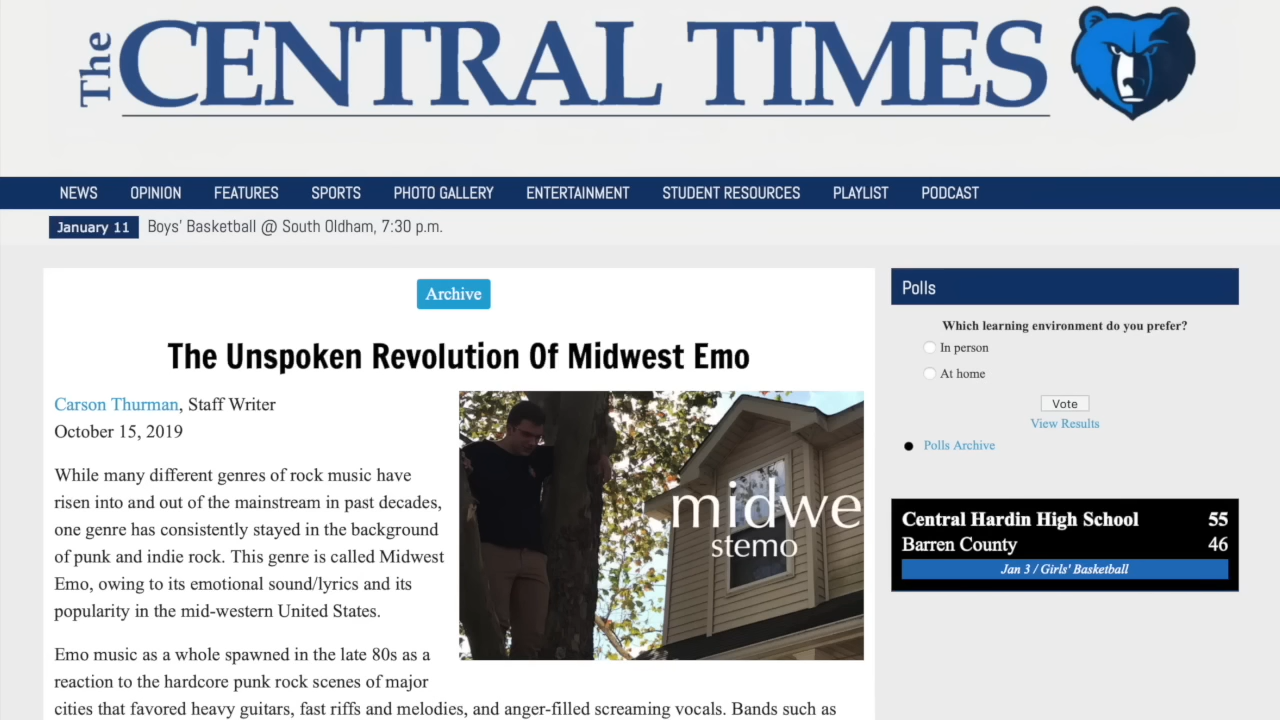 The CENTRAL TIMES
NEWS OPINION FEATURES SPORTS PHOTO GALLERY ENTERTAINMENT STUDENT RESOURCES PLAYLIST PODCAST
January 11 Boys' Basketball @ South Oldham, 7:30 p.m.
Archive
The Unspoken Revolution Of Midwest Emo
Carson Thurman, Staff Writer
October 15, 2019
While many different genres of rock music have
risen into and out of the mainstream in past decades,
one genre has consistently stayed in the background
of punk and indie rock. This genre is called Midwest
Emo, owing to its emotional sound/lyrics and its
popularity in the mid-western United States.
Emo music as a whole spawned in the late 80s as a
reaction to the hardcore punk rock scenes of major
cities that favored heavy guitars, fast riffs and melodies, and anger-filled screaming vocals. Bands such as
midwe
stemo
Polls
Which learning environment do you prefer?
In person
At home
Vote
View Results
Polls Archive
Central Hardin High School 55
Barren County 46
Jan 3 / Girls' Basketball